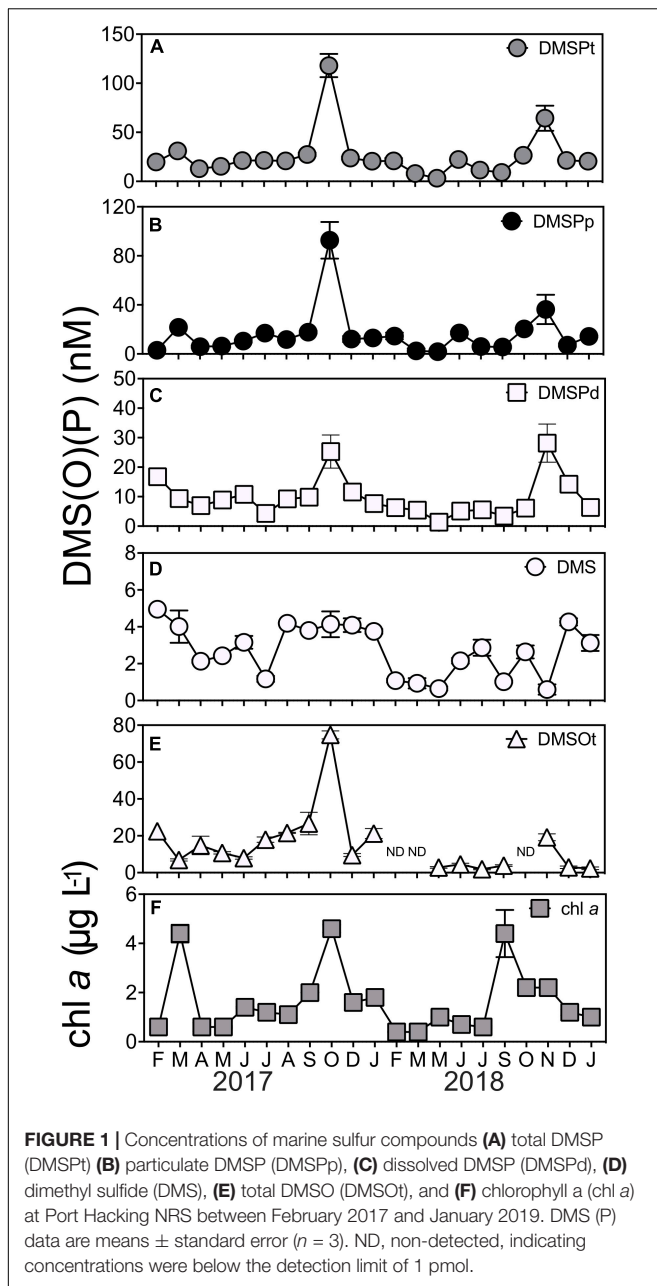 A
DMSPt
150
100
50
0
B
DMSPp
120
80
40
0
C
DMSPd
50
40
30
20
10
0
D
DMS
8
6
4
2
0
E
DMSOt
80
60
40
20
0
ND ND
ND
F
chl a
6
4
2
0
DMS(O)(P) (nM)
chl a (µg L-1)
F M A M J J A S O D J F M M J J S O N D J
2017 2018
FIGURE 1 | Concentrations of marine sulfur compounds (A) total DMSP
(DMSPt) (B) particulate DMSP (DMSPp), (C) dissolved DMSP (DMSPd), (D)
dimethyl sulfide (DMS), (E) total DMSO (DMSOt), and (F) chlorophyll a (chl a)
at Port Hacking NRS between February 2017 and January 2019. DMS (P)
data are means ± standard error (n = 3). ND, non-detected, indicating
concentrations were below the detection limit of 1 pmol.